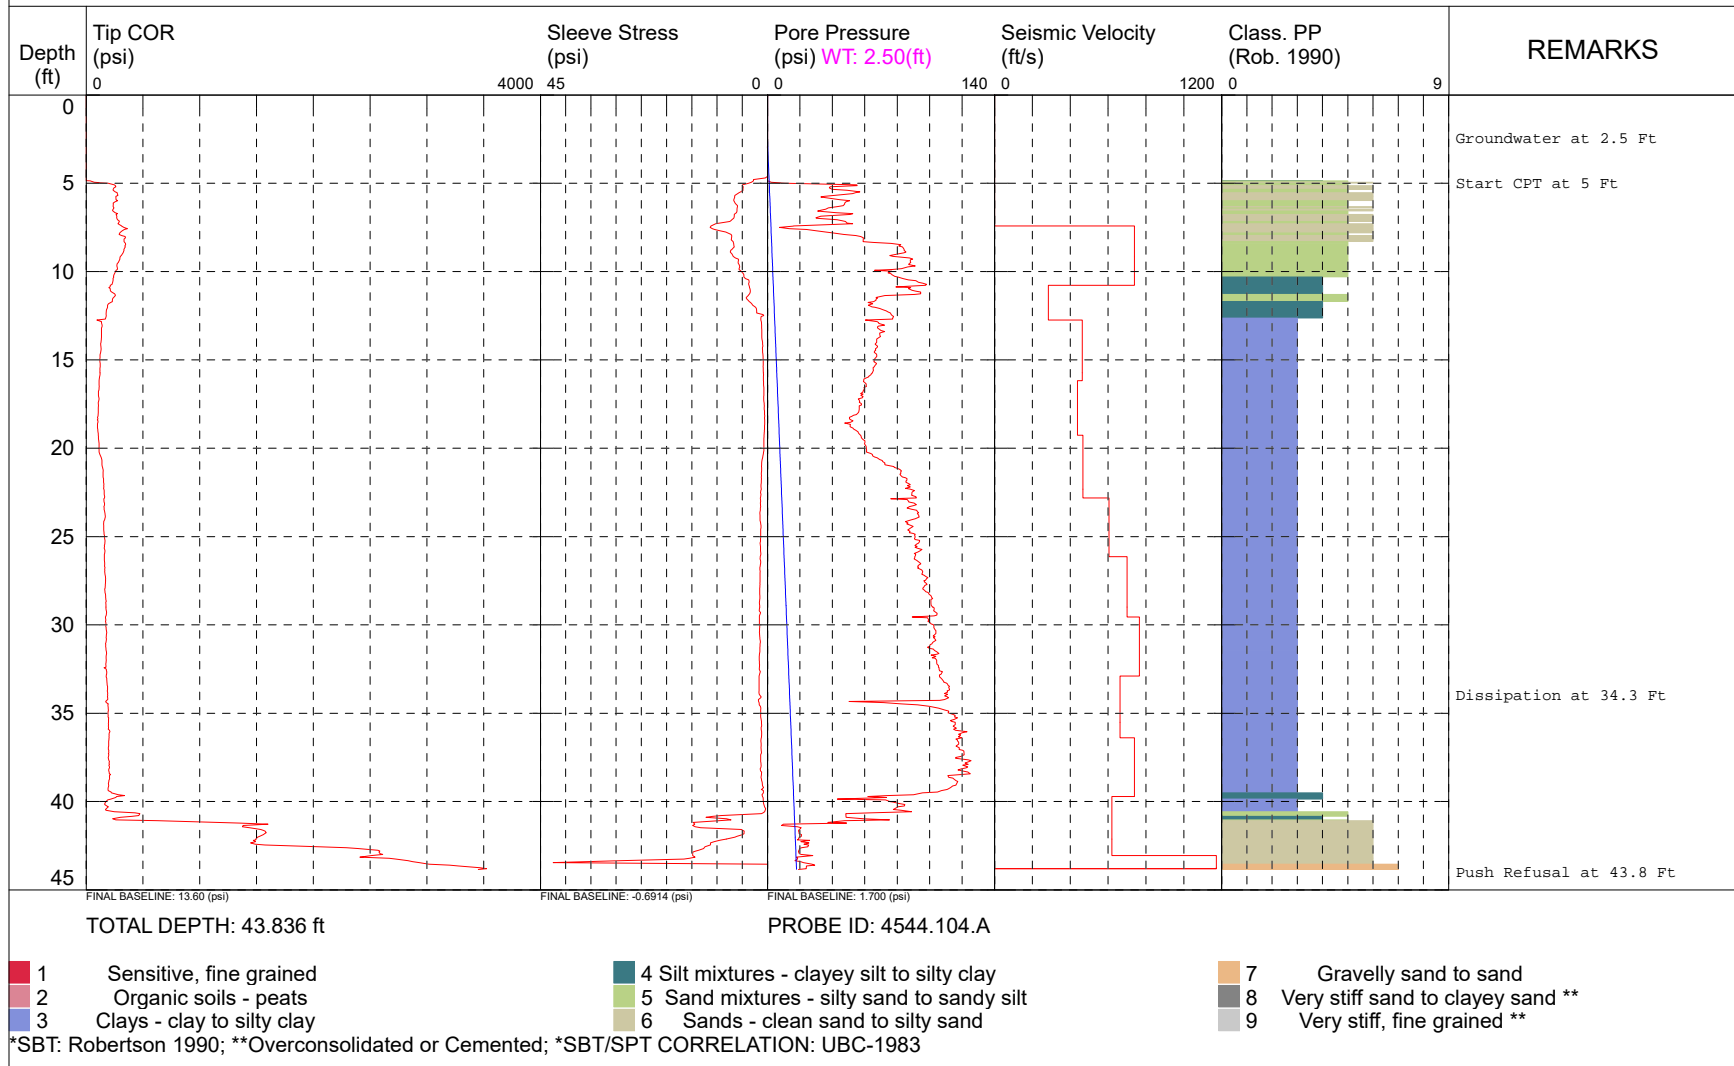 Depth
(ft)
Tip COR
(psi)
0 4000
Sleeve Stress
(psi)
45 0
Pore Pressure
(psi) WT: 2.50(ft)
0 140
Seismic Velocity
(ft/s)
0 1200
Class. PP
(Rob. 1990)
0 9
REMARKS
0
Groundwater at 2.5 Ft
5
Start CPT at 5 Ft
10
15
20
25
30
Dissipation at 34.3 Ft
35
40
45
Push Refusal at 43.8 Ft
FINAL BASELINE: 13.60 (psi)
FINAL BASELINE: -0.6914 (psi)
FINAL BASELINE: 1.700 (psi)
TOTAL DEPTH: 43.836 ft
PROBE ID: 4544.104.A
1 Sensitive, fine grained
2 Organic soils - peats
3 Clays - clay to silty clay
4 Silt mixtures - clayey silt to silty clay
5 Sand mixtures - silty sand to sandy silt
6 Sands - clean sand to silty sand
7 Gravelly sand to sand
8 Very stiff sand to clayey sand **
9 Very stiff, fine grained **
*SBT: Robertson 1990; **Overconsolidated or Cemented; *SBT/SPT CORRELATION: UBC-1983